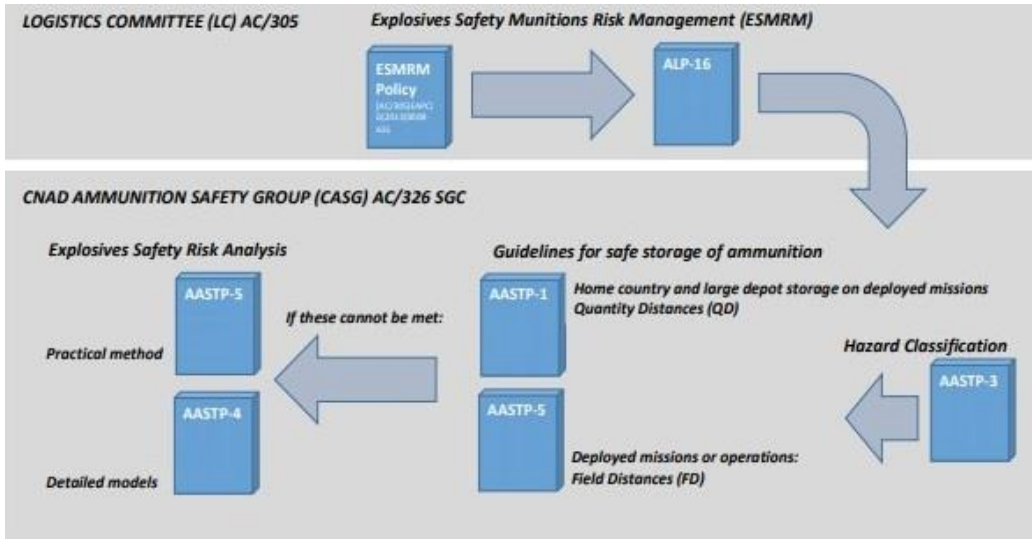 LOGISTICS COMMITTEE (LC) AC/305
Explosives Safety Munitions Risk Management (ESMRM)
ESMRM
Policy
ALP-16
CNAD AMMUNITION SAFETY GROUP (CASG) AC/326 SGC
Explosives Safety Risk Analysis
AASTP-5
Practical method
AASTP-4
Detailed models
If these cannot be met:
Guidelines for safe storage of ammunition
AASTP-1
Home country and large depot storage on deployed missions
Quantity Distances (QD)
AASTP-5
Deployed missions or operations:
Field Distances (FD)
Hazard Classification
AASTP-3